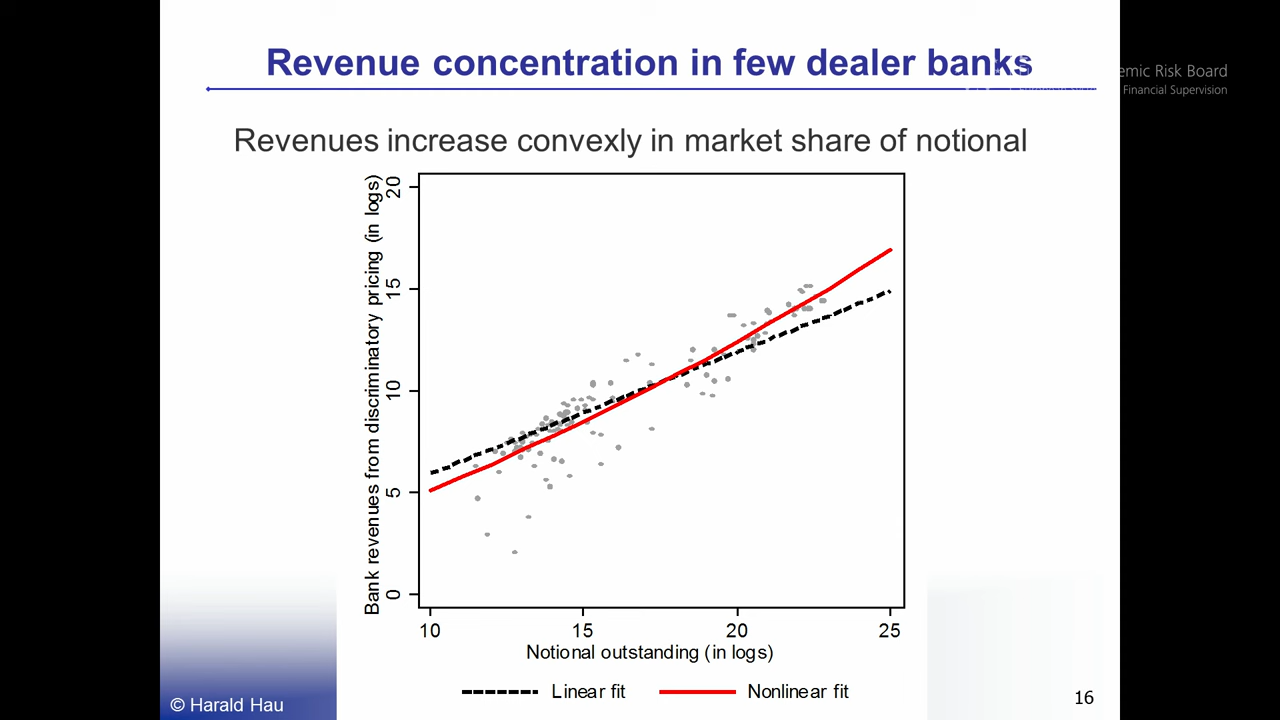 Revenue concentration in few dealer banks
emic Risk Board
Financial Supervision
Revenues increase convexly in market share of notional
Bank revenues from discriminatory pricing (in logs)
20
15
10
5
0
10
15
20
25
Notional outstanding (in logs)
Linear fit
Nonlinear fit
© Harald Hau
16